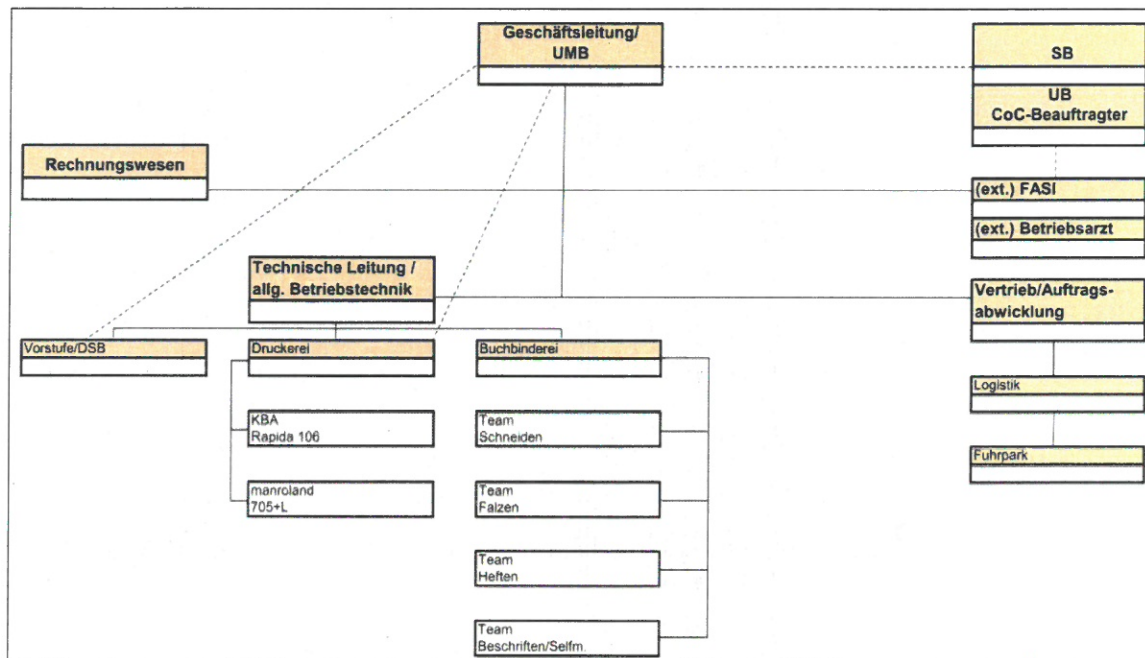 Geschäftsleitung/
UMB
SB
UB
CoC-Beauftragter
Rechnungswesen
(ext.) FASI
(ext.) Betriebsarzt
Technische Leitung /
allg. Betriebstechnik
Vertrieb/Auftrags-
abwicklung
Vorstufe/DSB
Druckerei
Buchbinderei
Logistik
KBA
Rapida 106
Team
Schneiden
Fuhrpark
manroland
705+L
Team
Falzen
Team
Heften
Team
Beschriften/Selfm.